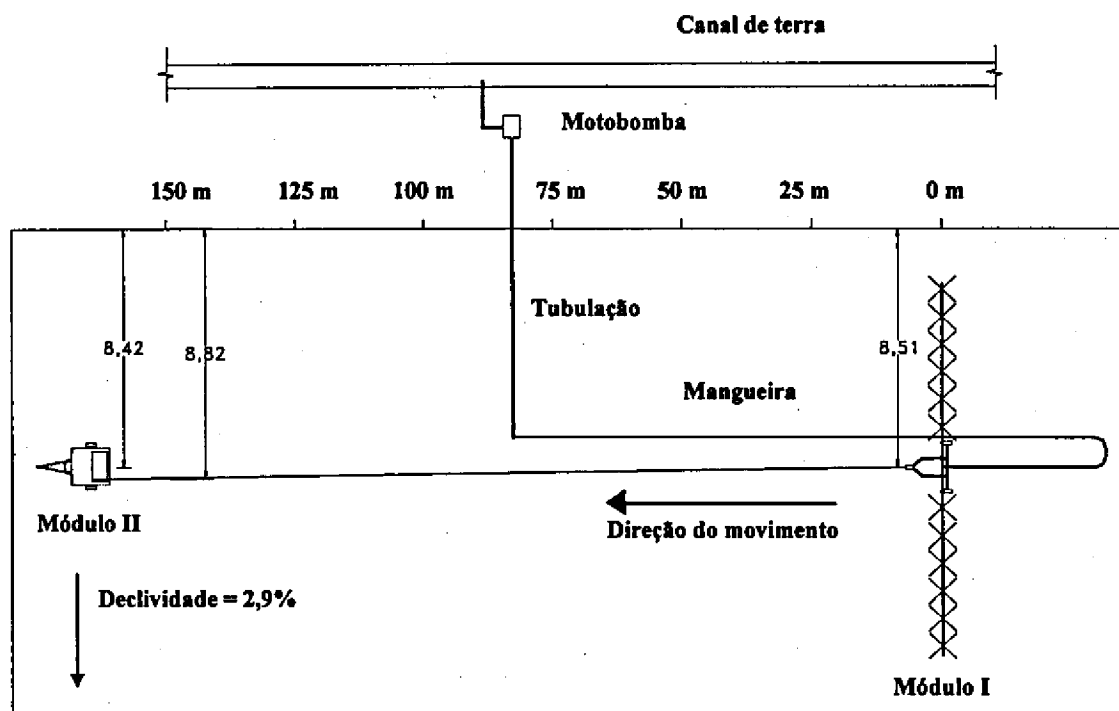 Canal de terra
Motobomba
150 m 125 m 100 m 75 m 50 m 25 m 0 m
Tubulação
8,42 8,82 8,51
Mangueira
Módulo II
Direção do movimento
Declividade = 2,9%
Módulo I